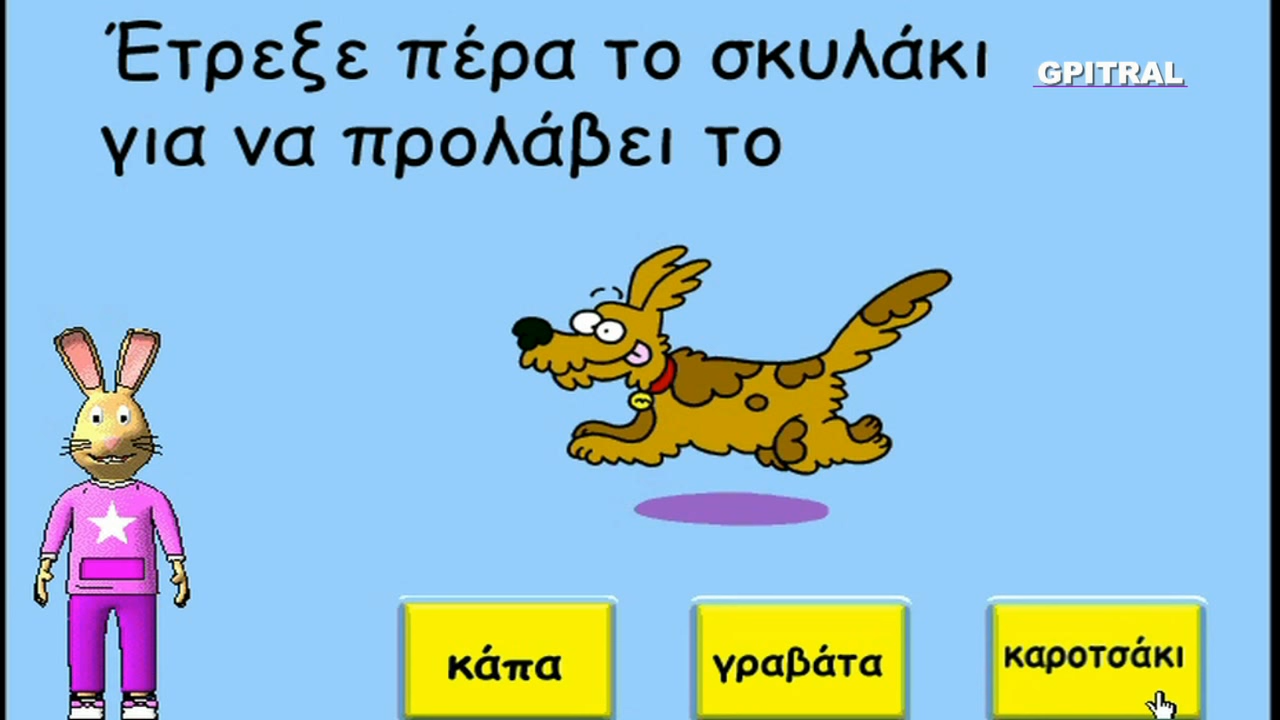 Έτρεξε πέρα το σκυλάκι
GPITRAL
για να προλάβει το
κάπα
γραβάτα
καροτσάκι